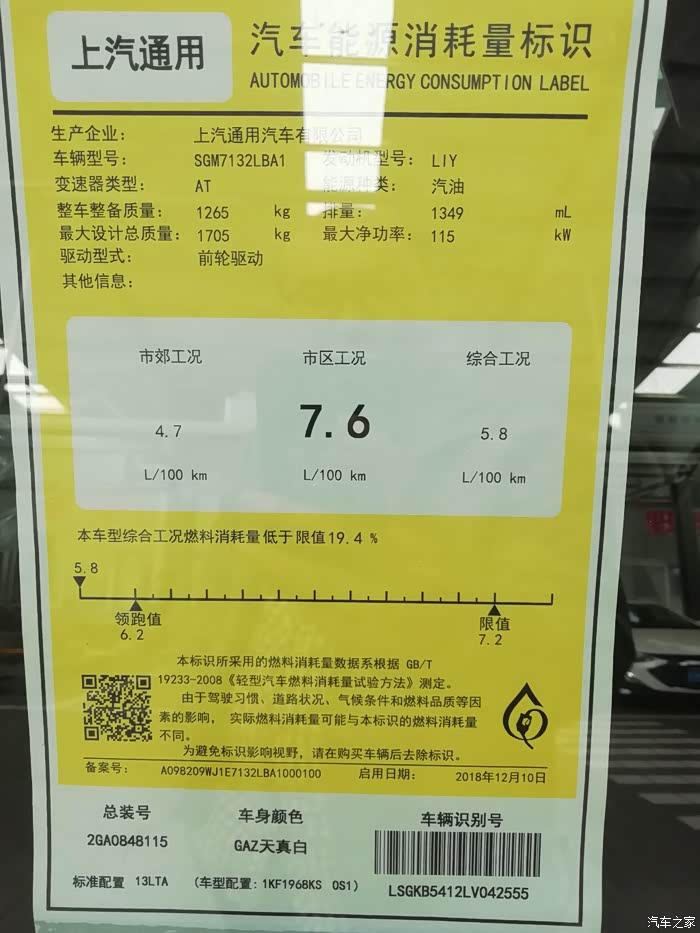 上汽通用
汽车能源消耗量标识
AUTOMOBILE ENERGY CONSUMPTION LABEL
生产企业： 上汽通用汽车有限公司
车辆型号： SGM7132LBA1 发动机型号： LIY
变速器类型： AT 能源种类： 汽油
整车整备质量： 1265 kg 排量： 1349 mL
最大设计总质量： 1705 kg 最大净功率： 115 kW
驱动型式： 前轮驱动
其他信息：
市郊工况 市区工况 综合工况
4.7 7.6 5.8
L/100 km L/100 km L/100 km
本车型综合工况燃料消耗量低于限值19.4 %
5.8
领跑值 限值
6.2 7.2
本标识所采用的燃料消耗量数据系根据 GB/T
19233-2008《轻型汽车燃料消耗量试验方法》测定。
由于驾驶习惯、道路状况、气候条件和燃料品质等因
素的影响， 实际燃料消耗量可能与本标识的燃料消耗量
不同。
为避免标识影响视野，请在购买车辆后去除标识。
备案号： A098209WJ1E7132LBA1000100 启用日期： 2018年12月10日
总装号 车身颜色 车辆识别号
2GA0848115 GAZ天真白
标准配置 13LTA （车型配置：1KF1968KS OS1） LSGKB5412LV042555
汽车之家